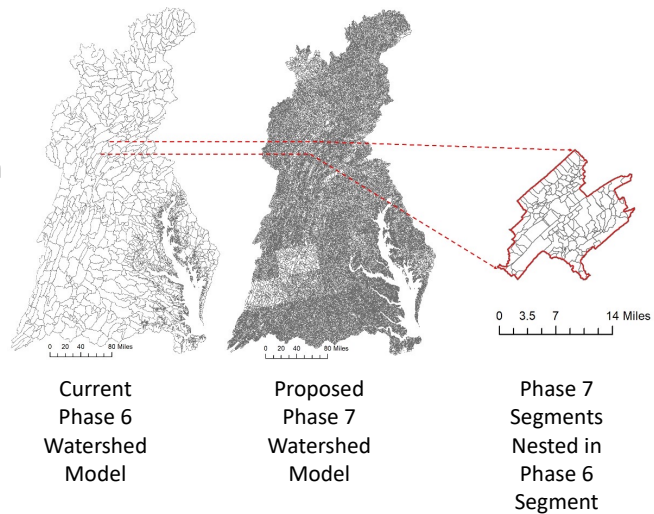 0 20 40 80 Miles
0 20 40 80 Miles
0 3.5 7 14 Miles
Current
Phase 6
Watershed
Model
Proposed
Phase 7
Watershed
Model
Phase 7
Segments
Nested in
Phase 6
Segment